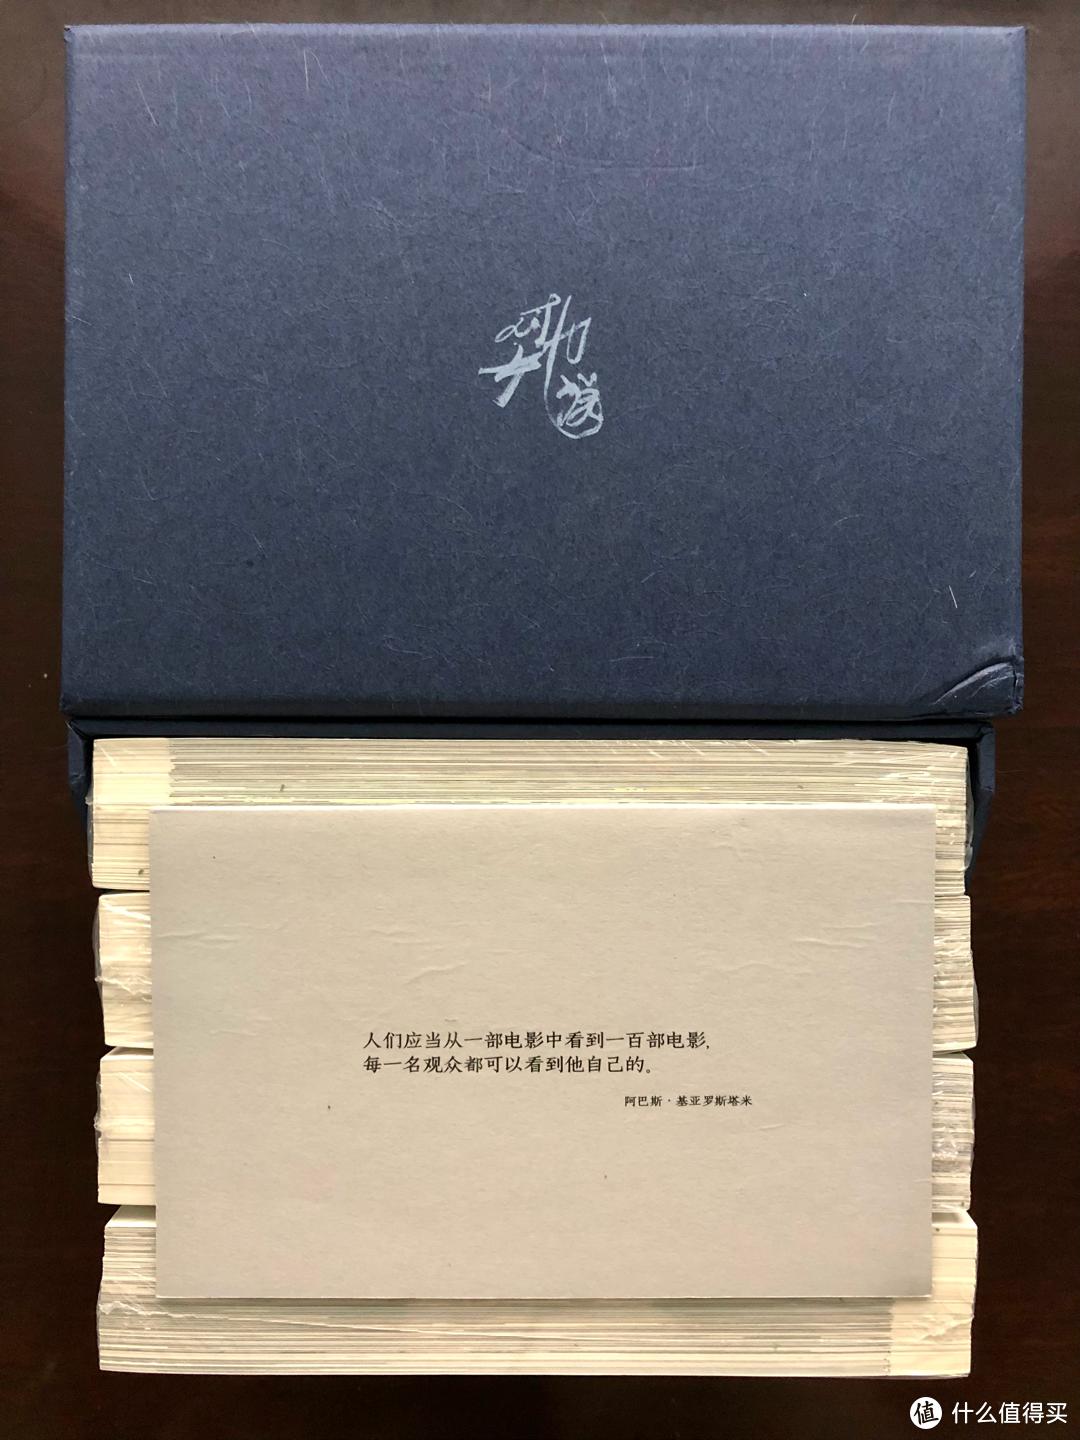 人们应当从一部电影中看到一百部电影,
每一名观众都可以看到他自己的。
阿巴斯·基亚罗斯塔米
值 什么值得买